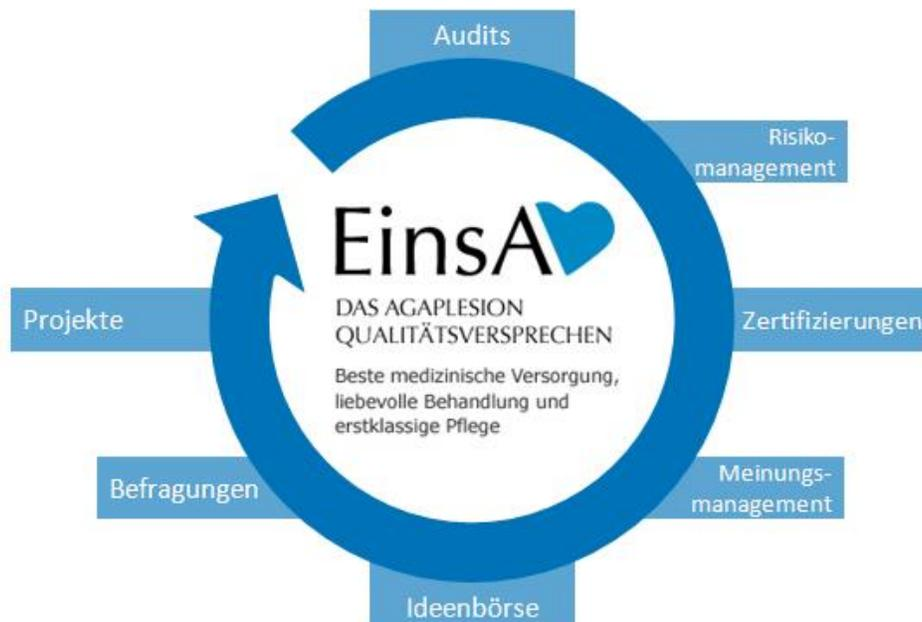 Audits
Risiko-
management
Zertifizierungen
Meinungs-
management
Ideenbörse
Befragungen
Projekte
EinsA
DAS AGAPLESION
QUALITÄTSVERSPRECHEN
Beste medizinische Versorgung,
liebevolle Behandlung und
erstklassige Pflege